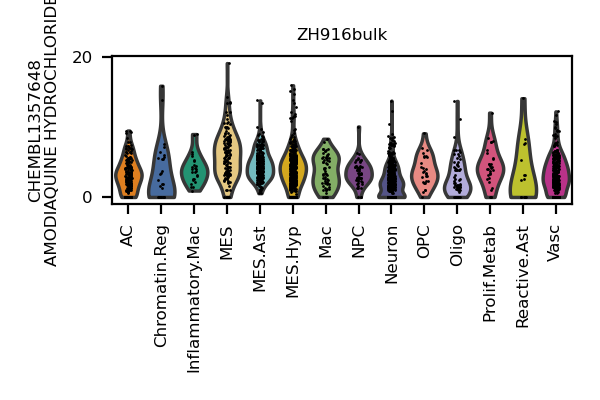 ZH916bulk
CHEMBL1357648
AMODIAQUINE HYDROCHLORIDE
20
0
AC
Chromatin.Reg
Inflammatory.Mac
MES
MES.Ast
MES.Hyp
Mac
NPC
Neuron
OPC
Oligo
Prolif.Metab
Reactive.Ast
Vasc